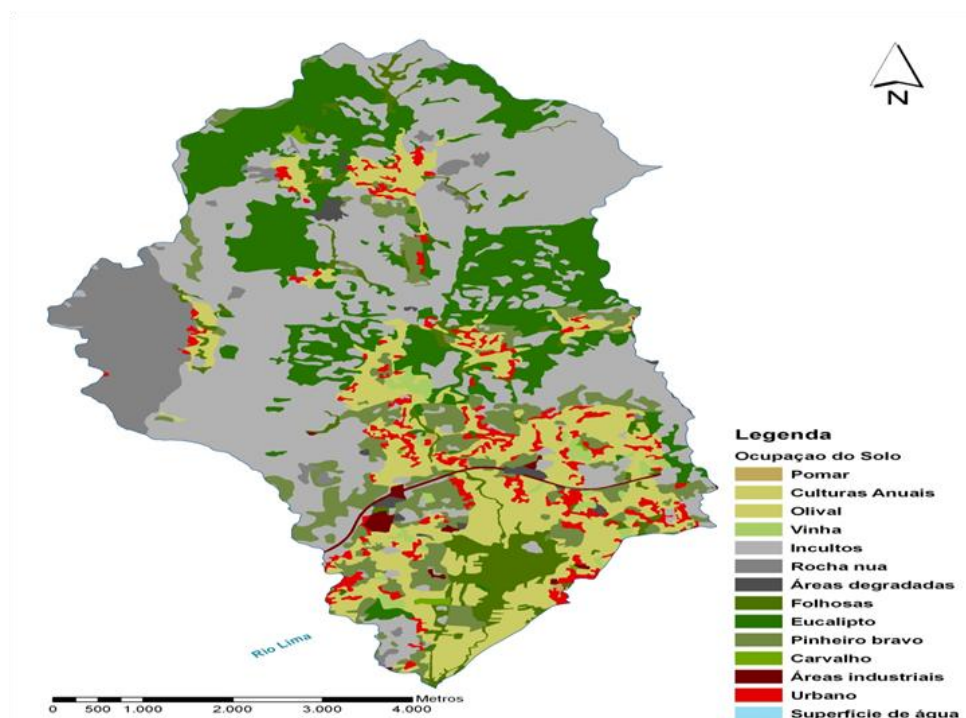 N
Legenda
Ocupaçao do Solo
Pomar
Culturas Anuais
Olival
Vinha
Incultos
Rocha nua
Áreas degradadas
Folhosas
Eucalipto
Pinheiro bravo
Carvalho
Áreas industriais
Urbano
Superfície de água
Rio Lima
Metros
0 500 1.000 2.000 3.000 4.000